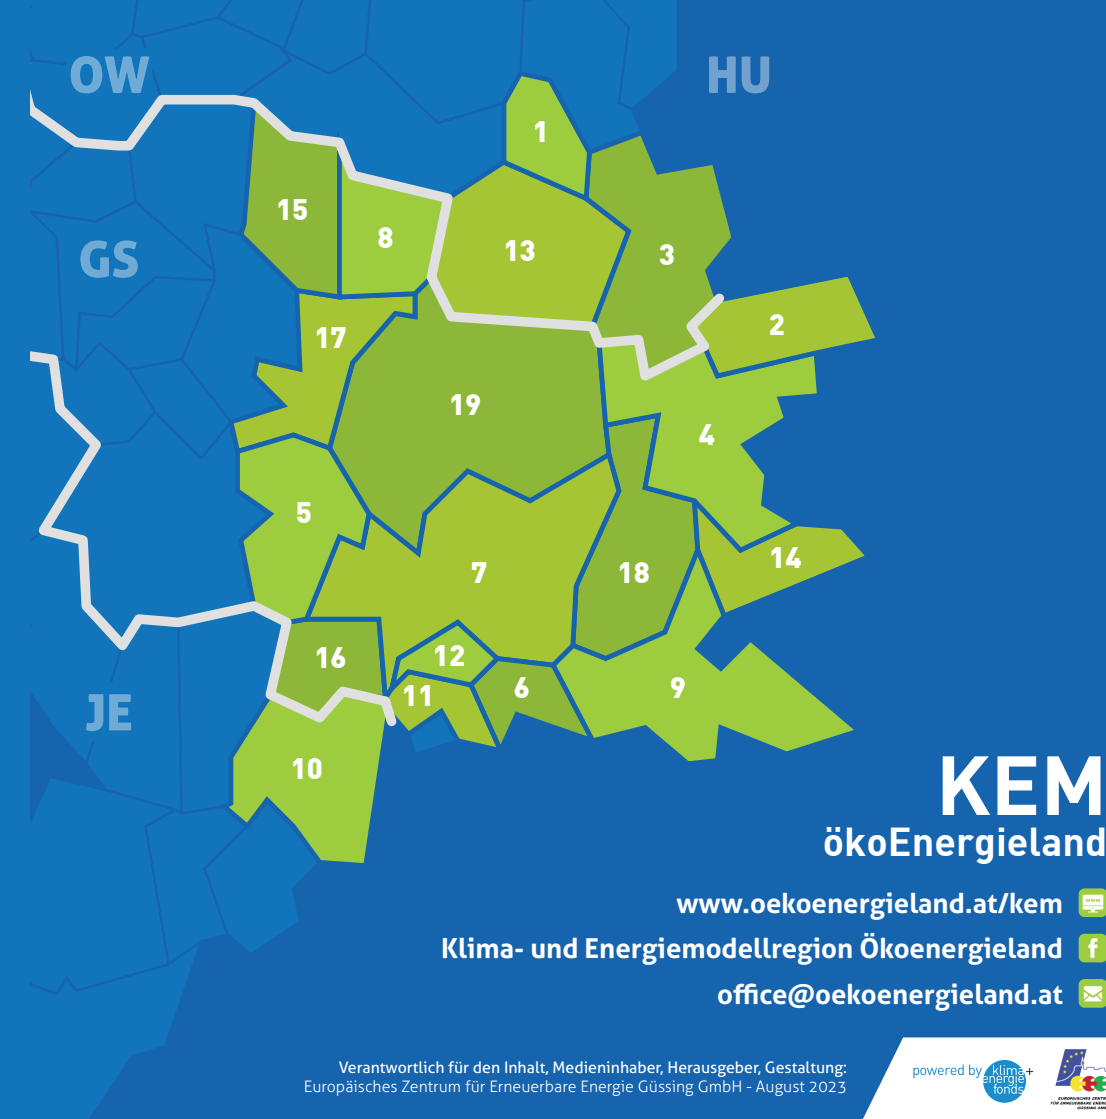 OW
HU
1
15
8
13
3
GS
2
17
19
4
5
7
18
14
16
12
11
6
9
JE
10
KEM
ökoEnergieland
www.oekoenergieland.at/kem
Klima- und Energiemodellregion Ökoenergieland
office@oekoenergieland.at
Verantwortlich für den Inhalt, Medieninhaber, Herausgeber, Gestaltung:
Europäisches Zentrum für Erneuerbare Energie Güssing GmbH - August 2023
powered by klima+
energie
fonds